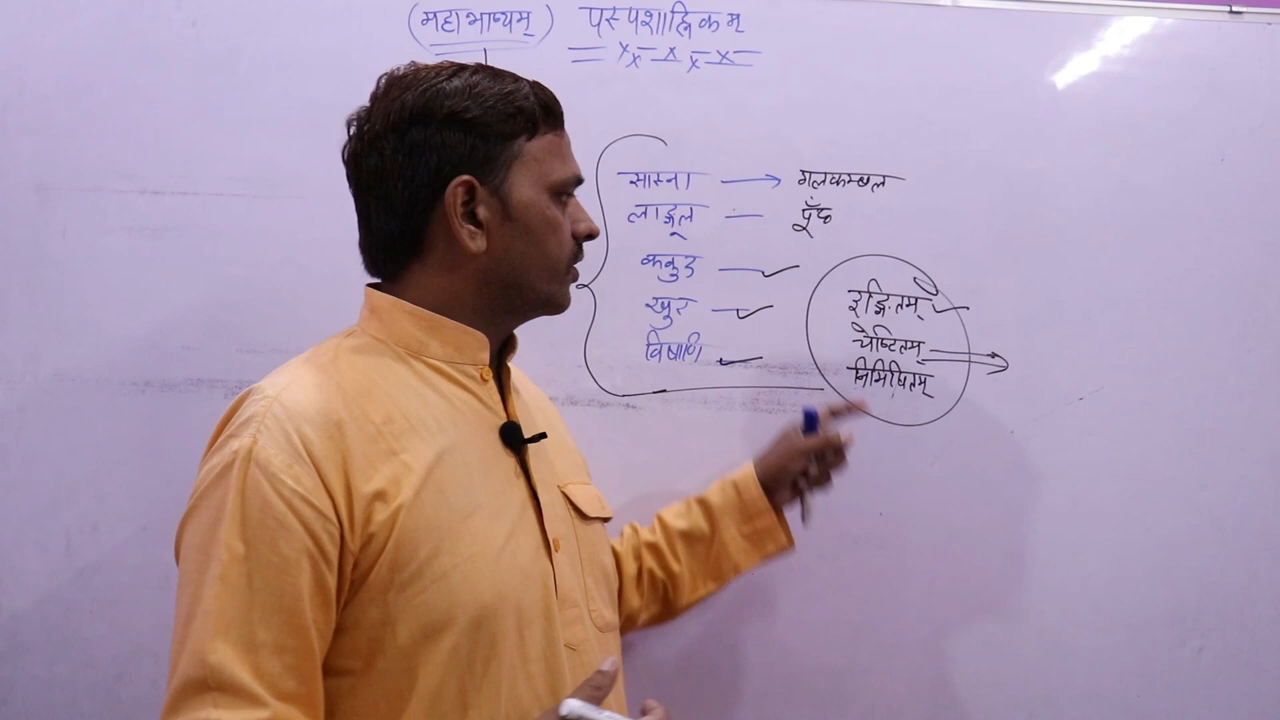 (महाभाष्यम्) पस्पशाह्निकम्
सास्ना → गलकम्बल
लाङ्गूल — पूँछ
ककुद
खुर
विषाणि
इङ्गितम्
चेष्टितम्
निमिषितम्